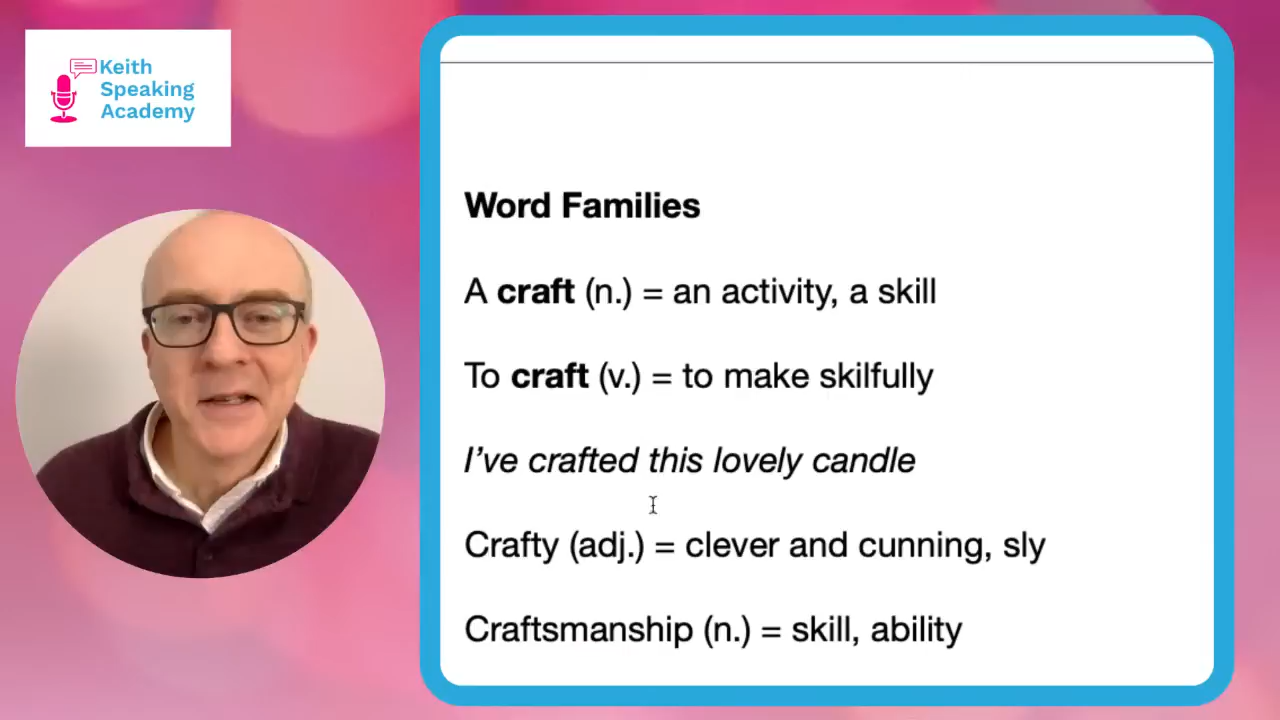 Keith
Speaking
Academy
Word Families
A craft (n.) = an activity, a skill
To craft (v.) = to make skilfully
I’ve crafted this lovely candle
Crafty (adj.) = clever and cunning, sly
Craftsmanship (n.) = skill, ability